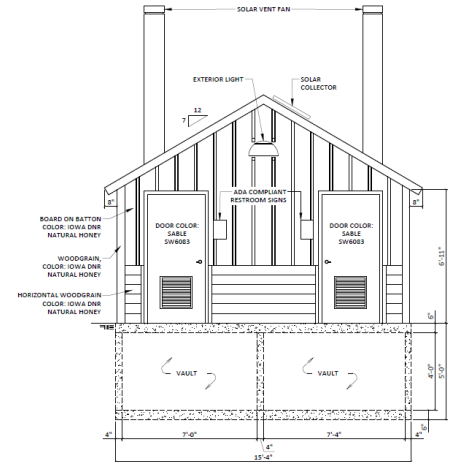 SOLAR VENT FAN
EXTERIOR LIGHT
SOLAR
COLLECTOR
12
7
8"
8"
ADA COMPLIANT
RESTROOM SIGNS
BOARD ON BATTON
COLOR: IOWA DNR
NATURAL HONEY
DOOR COLOR:
SABLE
SW6083
DOOR COLOR:
SABLE
SW6083
WOODGRAIN,
COLOR: IOWA DNR
NATURAL HONEY
HORIZONTAL WOODGRAIN
COLOR: IOWA DNR
NATURAL HONEY
6'-11"
6"
VAULT
VAULT
4'-0"
5'-0"
6"
4"
7'-0"
7'-4"
4"
4"
15'-4"